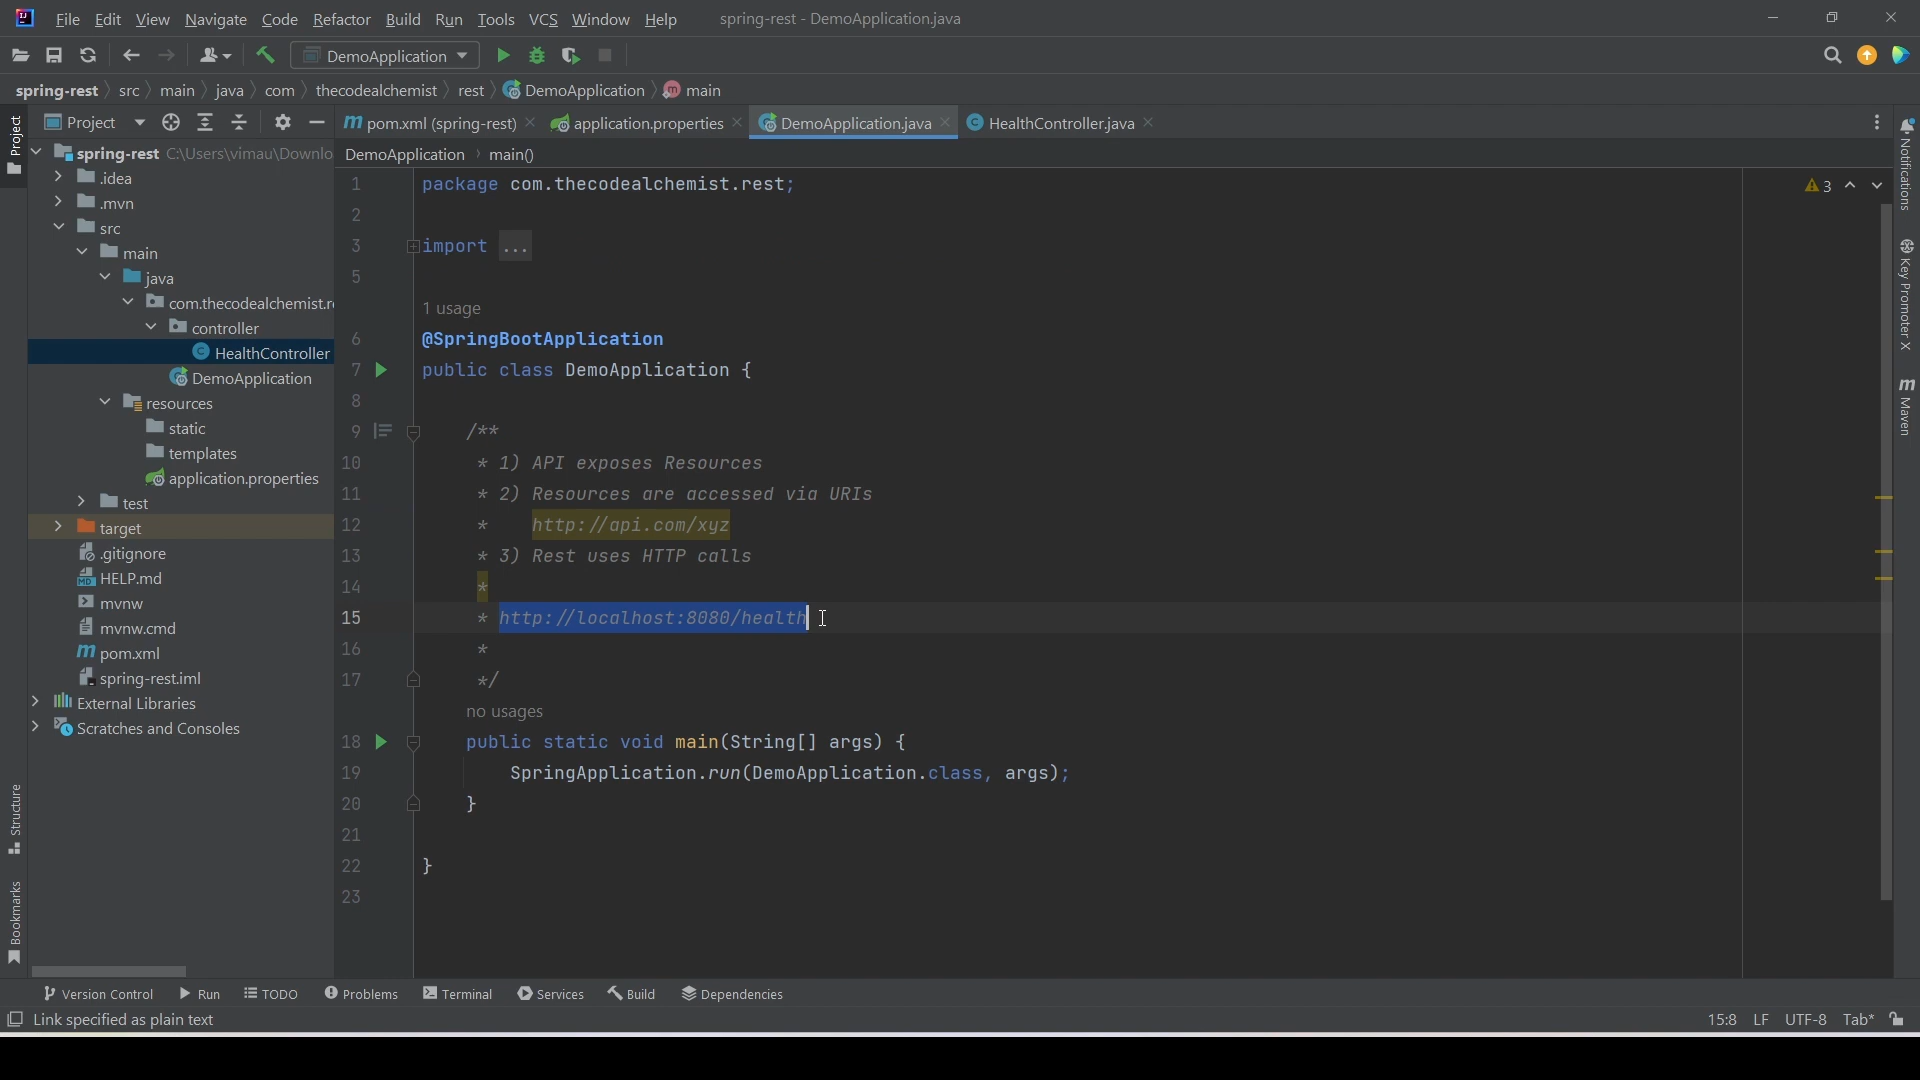 File Edit View Navigate Code Refactor Build Run Tools VCS Window Help spring-rest - DemoApplication.java
DemoApplication
spring-rest src main java com thecodealchemist rest DemoApplication main
Project
pom.xml (spring-rest) application.properties DemoApplication.java HealthController.java
DemoApplication main()
Project
spring-rest C:\Users\vimau\Downlo
.idea
.mvn
src
main
java
com.thecodealchemist.r
controller
HealthController
DemoApplication
resources
static
templates
application.properties
test
target
.gitignore
HELP.md
mvnw
mvnw.cmd
pom.xml
spring-rest.iml
External Libraries
Scratches and Consoles
Structure
Bookmarks
1 package com.thecodealchemist.rest;
2
3 import ...
5
1 usage
6 @SpringBootApplication
7 public class DemoApplication {
8
9 /**
10 * 1) API exposes Resources
11 * 2) Resources are accessed via URIs
12 * http://api.com/xyz
13 * 3) Rest uses HTTP calls
14 *
15 * http://localhost:8080/health
16 *
17 */
no usages
18 public static void main(String[] args) {
19 SpringApplication.run(DemoApplication.class, args);
20 }
21
22 }
23
3
Notifications
Key Promoter X
Maven
Version Control Run TODO Problems Terminal Services Build Dependencies
Link specified as plain text 15:8 LF UTF-8 Tab*